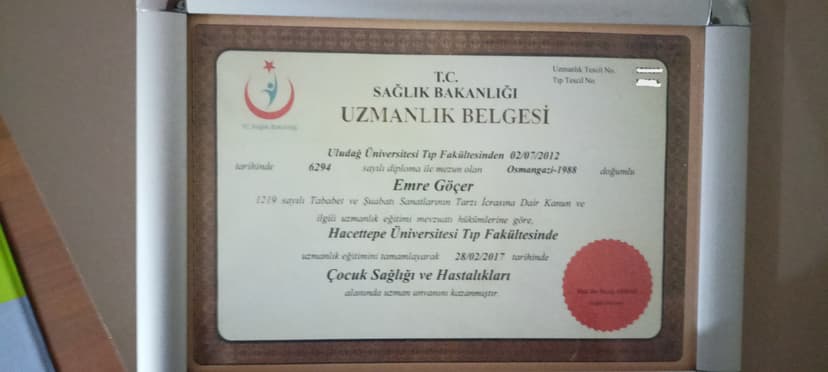 T.C.
SAĞLIK BAKANLIĞI
UZMANLIK BELGESİ
Uzmanlık Tescil No.
Tıp Tescil No.
T.C. Sağlık Bakanlığı
Uludağ Üniversitesi Tıp Fakültesinden 02/07/2012
tarihinde 6294 sayılı diploma ile mezun olan Osmangazi-1988 doğumlu
Emre Göçer
1219 sayılı Tababet ve Şuabatı Sanatlarının Tarzı İcrasına Dair Kanun ve
ilgili uzmanlık eğitimi mevzuatı hükümlerine göre,
Hacettepe Üniversitesi Tıp Fakültesinde
uzmanlık eğitimini tamamlayarak 28/02/2017 tarihinde
Çocuk Sağlığı ve Hastalıkları
alanında uzman unvanını kazanmıştır.